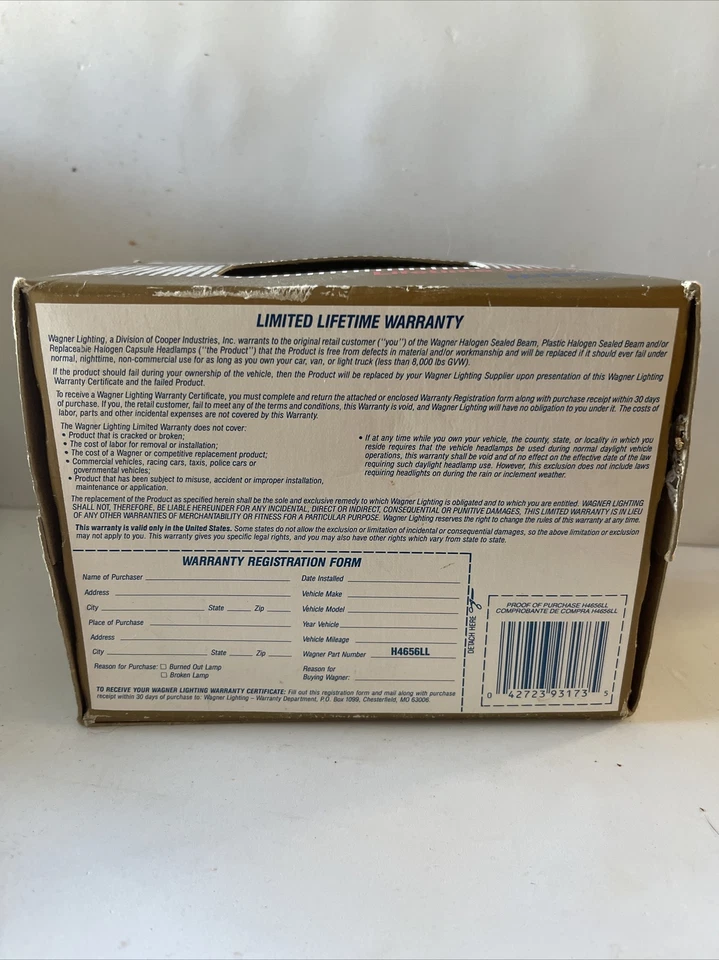 LIMITED LIFETIME WARRANTY
Wagner Lighting, a Division of Cooper Industries, Inc. warrants to the original retail customer ("you") of the Wagner Halogen Sealed Beam, Plastic Halogen Sealed Beam and/or
Replaceable Halogen Capsule Headlamps ("the Product") that the Product is free from defects in material and/or workmanship and will be replaced if it should ever fail under
normal, nighttime, non-commercial use for as long as you own your car, van, or light truck (less than 8,000 lbs GVW).
If the product should fail during your ownership of the vehicle, then the Product will be replaced by your Wagner Lighting Supplier upon presentation of this Wagner Lighting
Warranty Certificate and the failed Product.
To receive a Wagner Lighting Warranty Certificate, you must complete and return the attached or enclosed Warranty Registration form along with purchase receipt within 30 days
of purchase. If you, the retail customer, fail to meet any of the terms and conditions, this Warranty is void, and Wagner Lighting will have no obligation to you under it. The costs of
labor, parts and other incidental expenses are not covered by this Warranty.
The Wagner Lighting Limited Warranty does not cover:
• Product that is cracked or broken;
• The cost of labor for removal or installation;
• The cost of a Wagner or competitive replacement product;
• Commercial vehicles, racing cars, taxis, police cars or
governmental vehicles;
• Product that has been subject to misuse, accident or improper installation,
maintenance or application.
• If at any time while you own your vehicle, the county, state, or locality in which you
reside requires that the vehicle headlamps be used during normal daylight vehicle
operations, this warranty shall be void and of no effect on the effective date of the law
requiring such daylight headlamp use. However, this exclusion does not include laws
requiring headlights on during the rain or inclement weather.
The replacement of the Product as specified herein shall be the sole and exclusive remedy to which Wagner Lighting is obligated and to which you are entitled. WAGNER LIGHTING
SHALL NOT, THEREFORE, BE LIABLE HEREUNDER FOR ANY INCIDENTAL, DIRECT OR INDIRECT, CONSEQUENTIAL OR PUNITIVE DAMAGES, THIS LIMITED WARRANTY IS IN LIEU
OF ANY OTHER WARRANTIES OF MERCHANTABILITY OR FITNESS FOR A PARTICULAR PURPOSE. Wagner Lighting reserves the right to change the rules of this warranty at any time.
This warranty is valid only in the United States. Some states do not allow the exclusion or limitation of incidental or consequential damages, so the above limitation or exclusion
may not apply to you. This warranty gives you specific legal rights, and you may also have other rights which vary from state to state.
WARRANTY REGISTRATION FORM
Name of Purchaser
Address
City State Zip
Place of Purchase
Address
City State Zip
Reason for Purchase: Burned Out Lamp
Broken Lamp
Date Installed
Vehicle Make
Vehicle Model
Year Vehicle
Vehicle Mileage
Wagner Part Number H4656LL
Reason for
Buying Wagner:
TO RECEIVE YOUR WAGNER LIGHTING WARRANTY CERTIFICATE: Fill out this registration form and mail along with purchase
receipt within 30 days of purchase to: Wagner Lighting – Warranty Department, P.O. Box 1099, Chesterfield, MO 63006.
DETACH HERE
PROOF OF PURCHASE H4656LL
COMPROBANTE DE COMPRA H4656LL
0 42723 93173 5